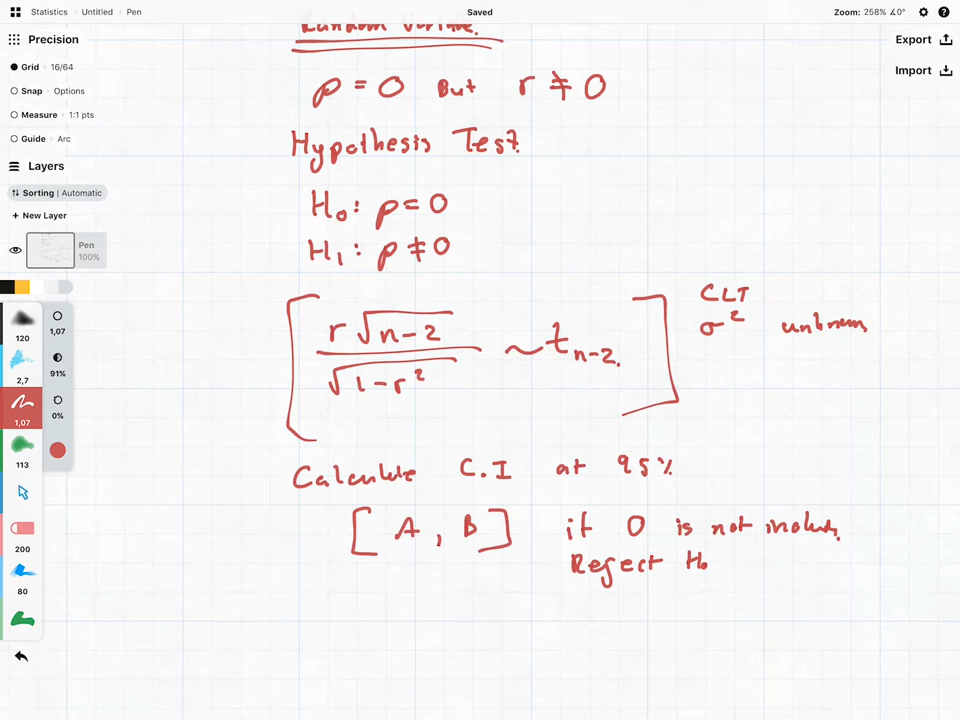 Statistics > Untitled > Pen
Saved
Zoom: 258% ∠0°
Precision
Export
Import
Grid | 16/64
Snap | Options
Measure | 1:1 pts
Guide | Arc
Layers
Sorting | Automatic
+ New Layer
Pen
100%
120
1,07
2,7
91%
1,07
0%
113
200
80
Random Variable.
ρ = 0 But r ≠ 0
Hypothesis Test.
H₀: ρ = 0
H₁: ρ ≠ 0
[ r √n-2 / √1-r² ~ t n-2. ]
CLT
σ²
Calculate C.I at 95%
[ A , B ] if 0 is not
Reject H₀